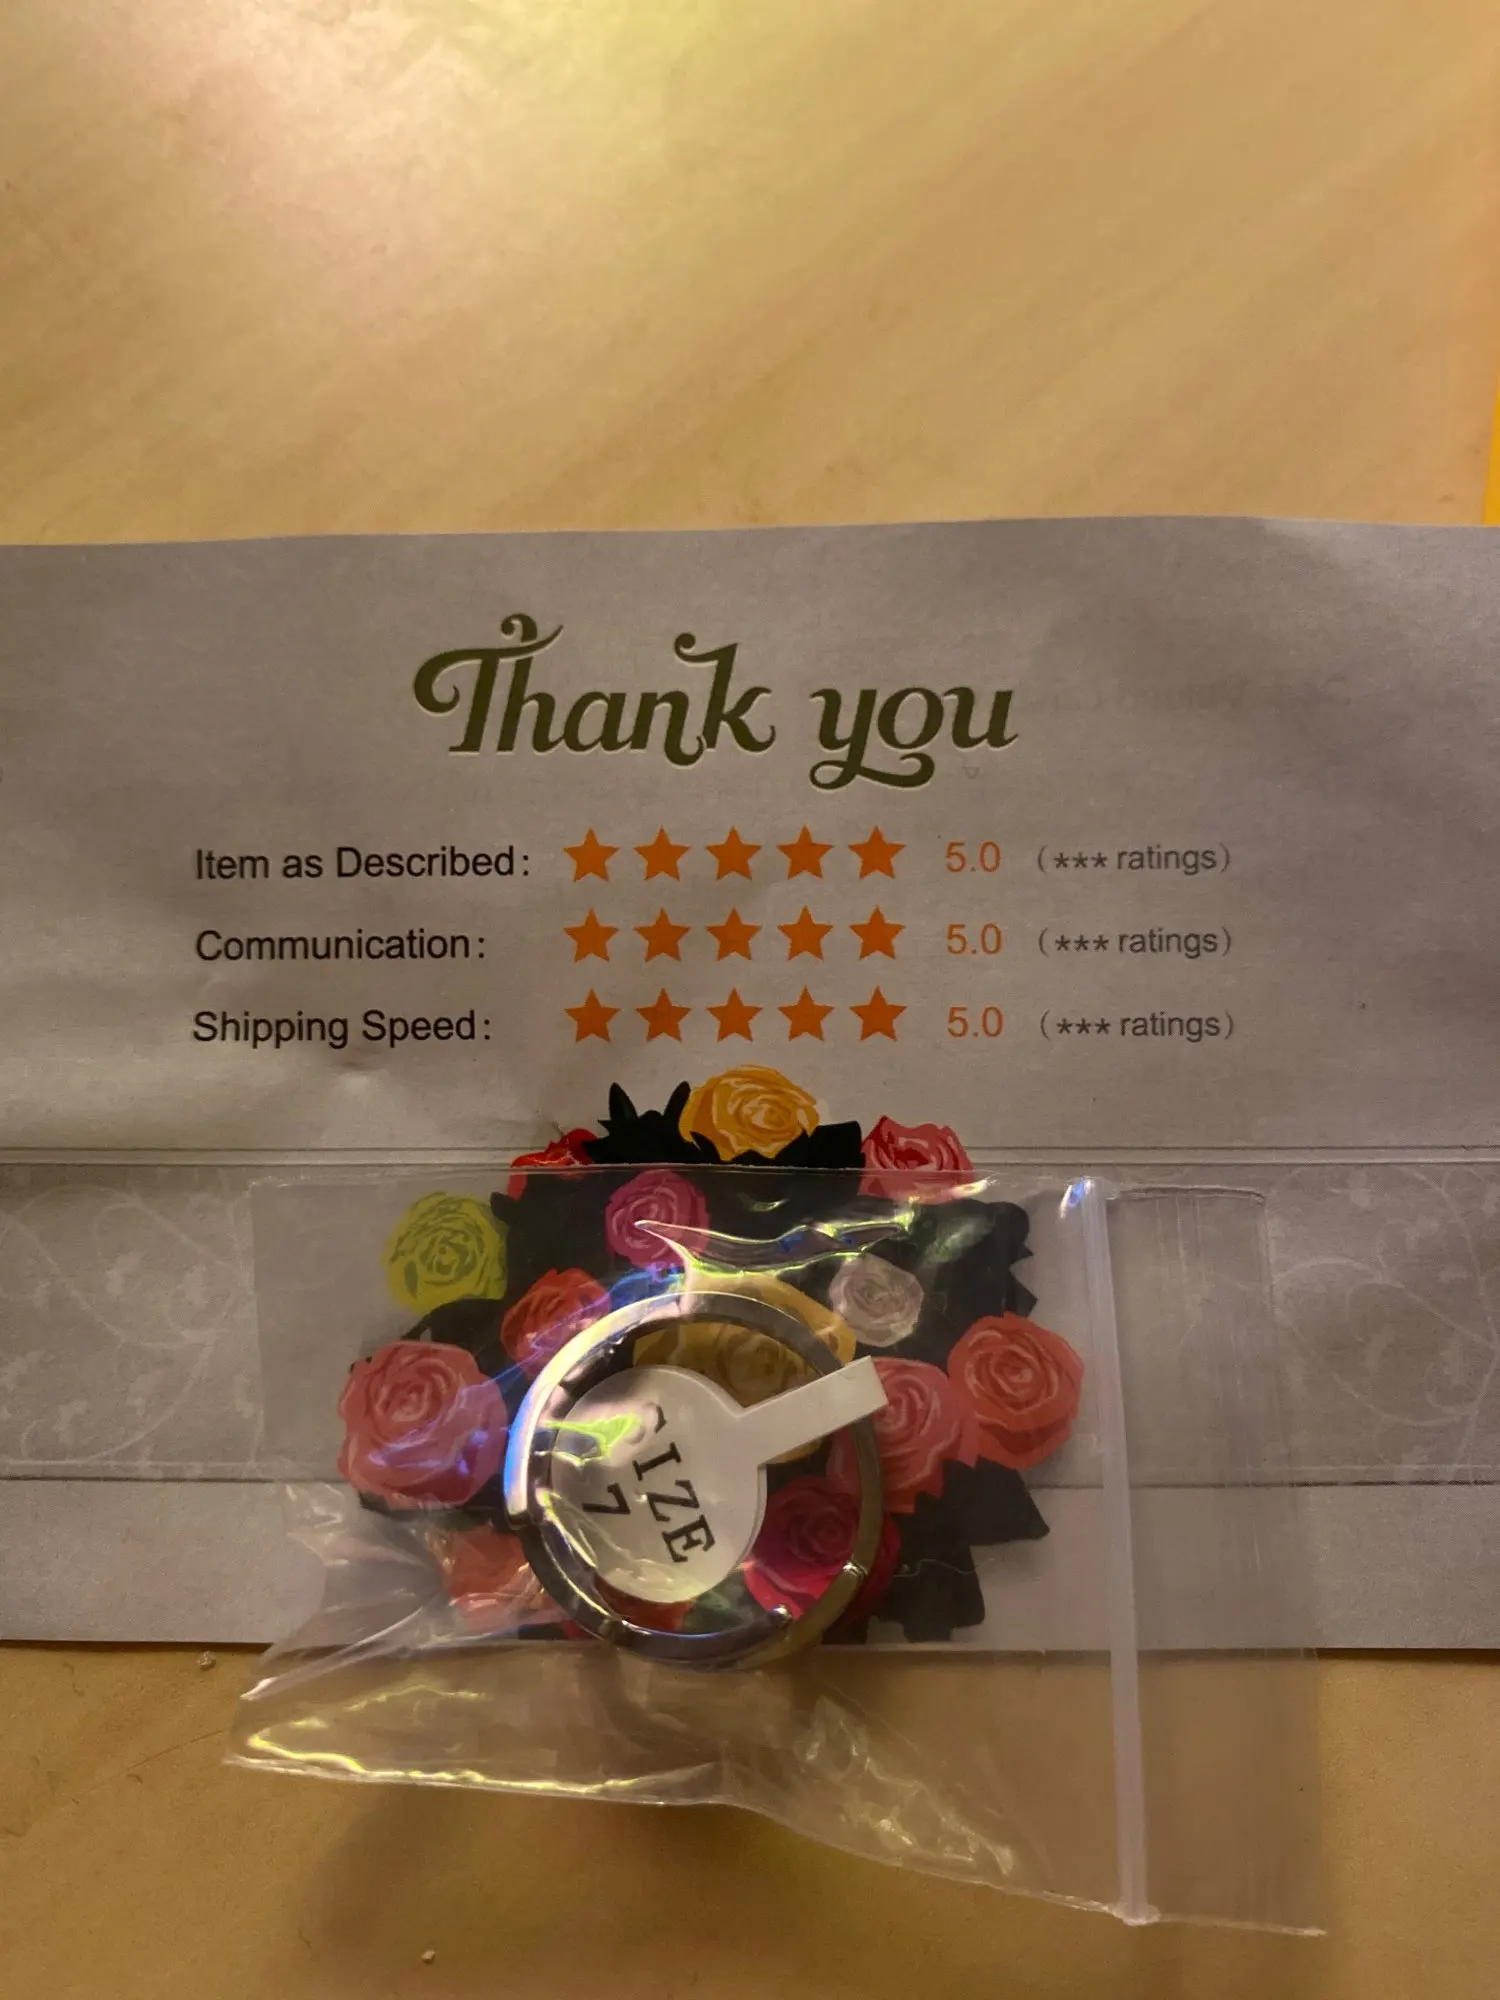 Thank you
Item as Described: 5.0 (*** ratings)
Communication: 5.0 (*** ratings)
Shipping Speed: 5.0 (*** ratings)
SIZE
7